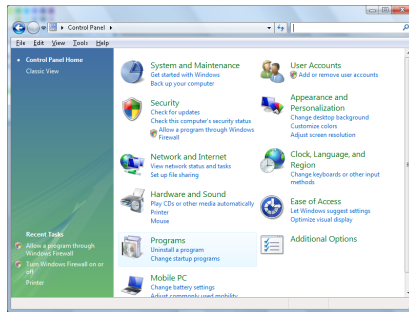 Control Panel
File Edit View Tools Help
Control Panel Home
Classic View
System and Maintenance
Get started with Windows
Back up your computer
Security
Check for updates
Check this computer's security status
Allow a program through Windows
Firewall
Network and Internet
View network status and tasks
Set up file sharing
Hardware and Sound
Play CDs or other media automatically
Printer
Mouse
Programs
Uninstall a program
Change startup programs
Mobile PC
Change battery settings
Adjust commonly used mobility
User Accounts
Add or remove user accounts
Appearance and
Personalization
Change desktop background
Customize colors
Adjust screen resolution
Clock, Language, and
Region
Change keyboards or other input
methods
Ease of Access
Let Windows suggest settings
Optimize visual display
Additional Options
Recent Tasks
Allow a program through
Windows Firewall
Turn Windows Firewall on or
off
Printer